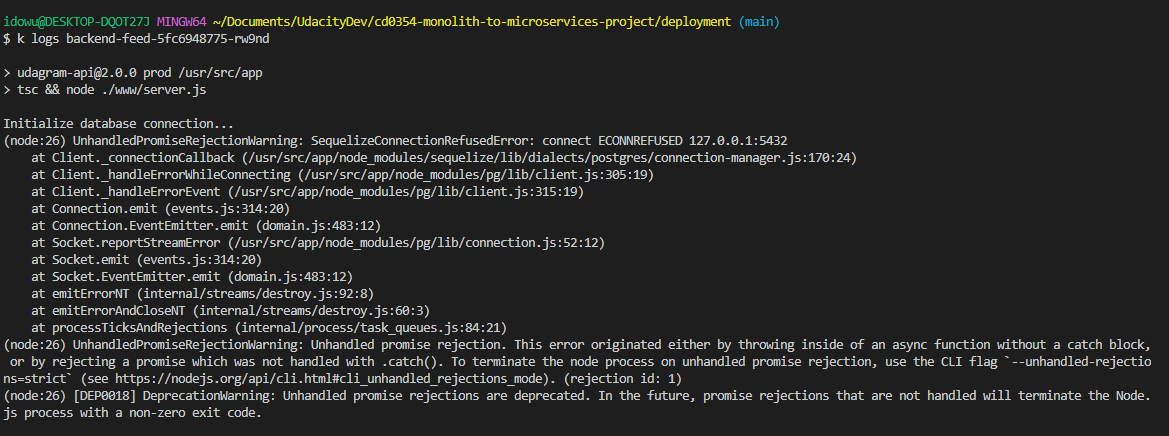 idowu@DESKTOP-DQOT27J MINGW64 ~/Documents/UdacityDev/cd0354-monolith-to-microservices-project/deployment (main)
$ k logs backend-feed-5fc6948775-rw9nd
> udagram-api@2.0.0 prod /usr/src/app
> tsc && node ./www/server.js
Initialize database connection...
(node:26) UnhandledPromiseRejectionWarning: SequelizeConnectionRefusedError: connect ECONNREFUSED 127.0.0.1:5432
    at Client._connectionCallback (/usr/src/app/node_modules/sequelize/lib/dialects/postgres/connection-manager.js:170:24)
    at Client._handleErrorWhileConnecting (/usr/src/app/node_modules/pg/lib/client.js:305:19)
    at Client._handleErrorEvent (/usr/src/app/node_modules/pg/lib/client.js:315:19)
    at Connection.emit (events.js:314:20)
    at Connection.EventEmitter.emit (domain.js:483:12)
    at Socket.reportStreamError (/usr/src/app/node_modules/pg/lib/connection.js:52:12)
    at Socket.emit (events.js:314:20)
    at Socket.EventEmitter.emit (domain.js:483:12)
    at emitErrorNT (internal/streams/destroy.js:92:8)
    at emitErrorAndCloseNT (internal/streams/destroy.js:60:3)
    at processTicksAndRejections (internal/process/task_queues.js:84:21)
(node:26) UnhandledPromiseRejectionWarning: Unhandled promise rejection. This error originated either by throwing inside of an async function without a catch block,
 or by rejecting a promise which was not handled with .catch(). To terminate the node process on unhandled promise rejection, use the CLI flag `--unhandled-rejectio
ns=strict` (see https://nodejs.org/api/cli.html#cli_unhandled_rejections_mode). (rejection id: 1)
(node:26) [DEP0018] DeprecationWarning: Unhandled promise rejections are deprecated. In the future, promise rejections that are not handled will terminate the Node.
js process with a non-zero exit code.